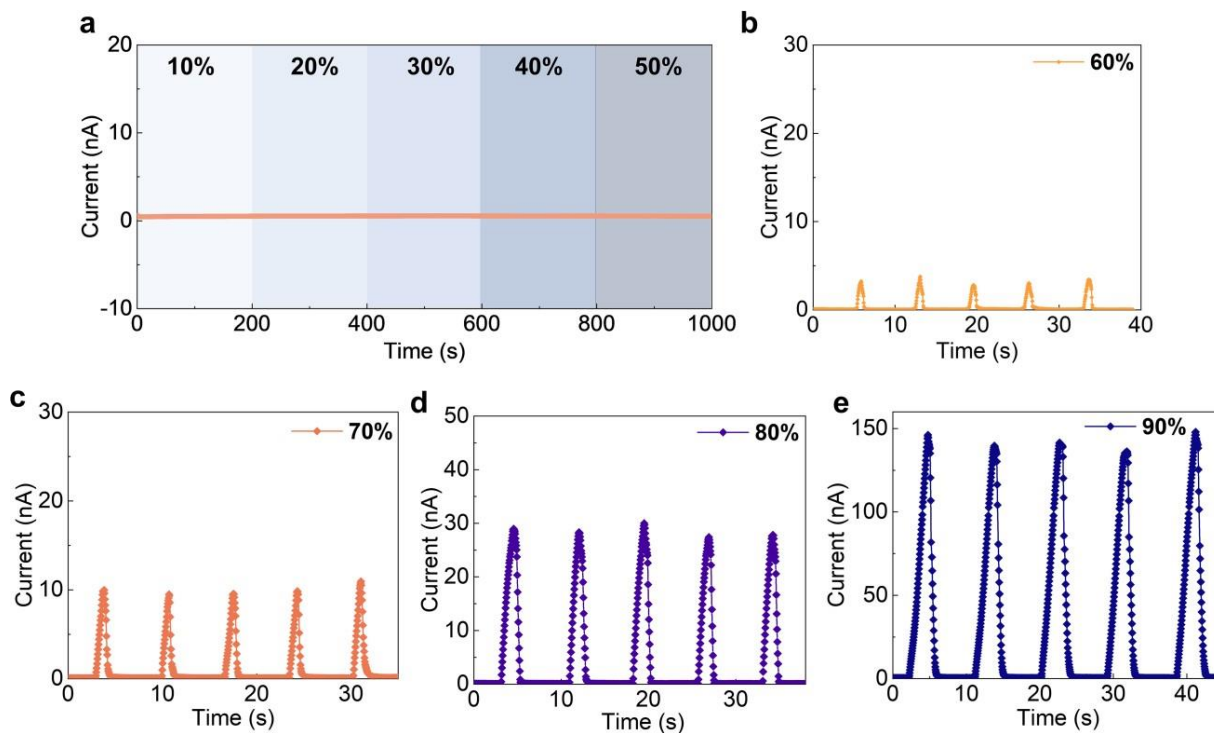 a
20
10
0
-10
Current (nA)
10% 20% 30% 40% 50%
0 200 400 600 800 1000
Time (s)
b
30
20
10
0
Current (nA)
60%
0 10 20 30 40
Time (s)
c
30
20
10
0
Current (nA)
70%
0 10 20 30
Time (s)
d
50
40
30
20
10
0
Current (nA)
80%
0 10 20 30
Time (s)
e
150
100
50
0
Current (nA)
90%
0 10 20 30 40
Time (s)